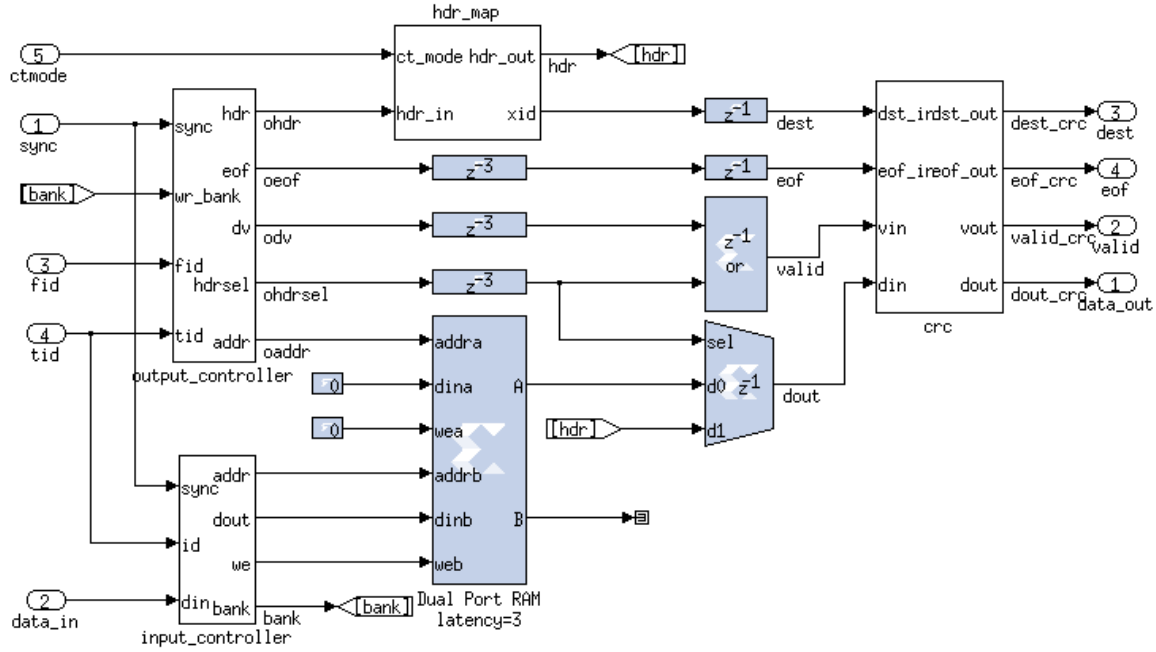 hdr_map
5
ctmode
ct_mode hdr_out
hdr
[hdr]
hdr_in xid
1
sync
sync
hdr
ohdr
z-1
dest
dst_in dst_out
dest_crc
3
dest
eof
oeof
z-3
z-1
eof
eof_in eof_out
eof_crc
4
eof
[bank]
wr_bank
dv
odv
z-3
z-1
or
valid
vin vout
valid_crc
2
valid
3
fid
fid
hdrsel
ohdrsel
z-3
din dout
dout_crc
1
data_out
crc
4
tid
tid
addr
oaddr
output_controller
addra
sel
0
dina
A
d0 z-1
dout
0
wea
[hdr]
d1
addr
addrb
sync
dout
dinb
B
id
we
web
2
data_in
din bank
bank
[bank]
input_controller
Dual Port RAM
latency=3